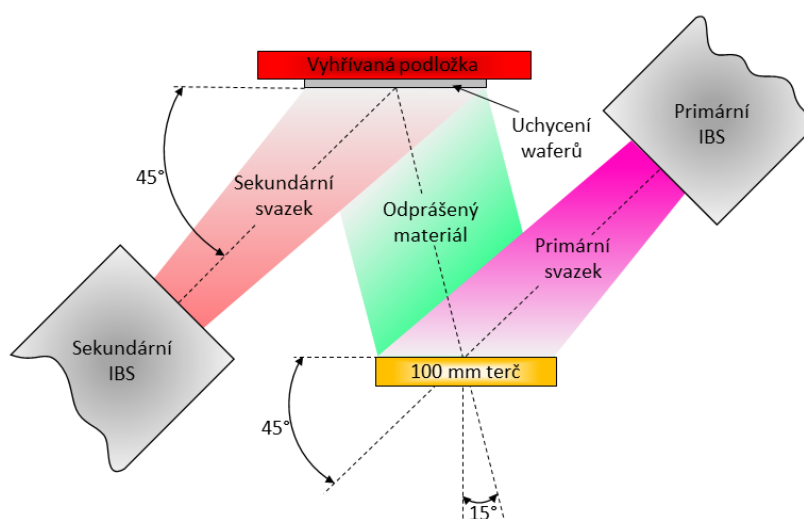 Vyhřívaná podložka
Uchycení
waferů
Primární
IBS
45°
Sekundární
svazek
Odprášený
materiál
Primární
svazek
Sekundární
IBS
100 mm terč
45°
15°